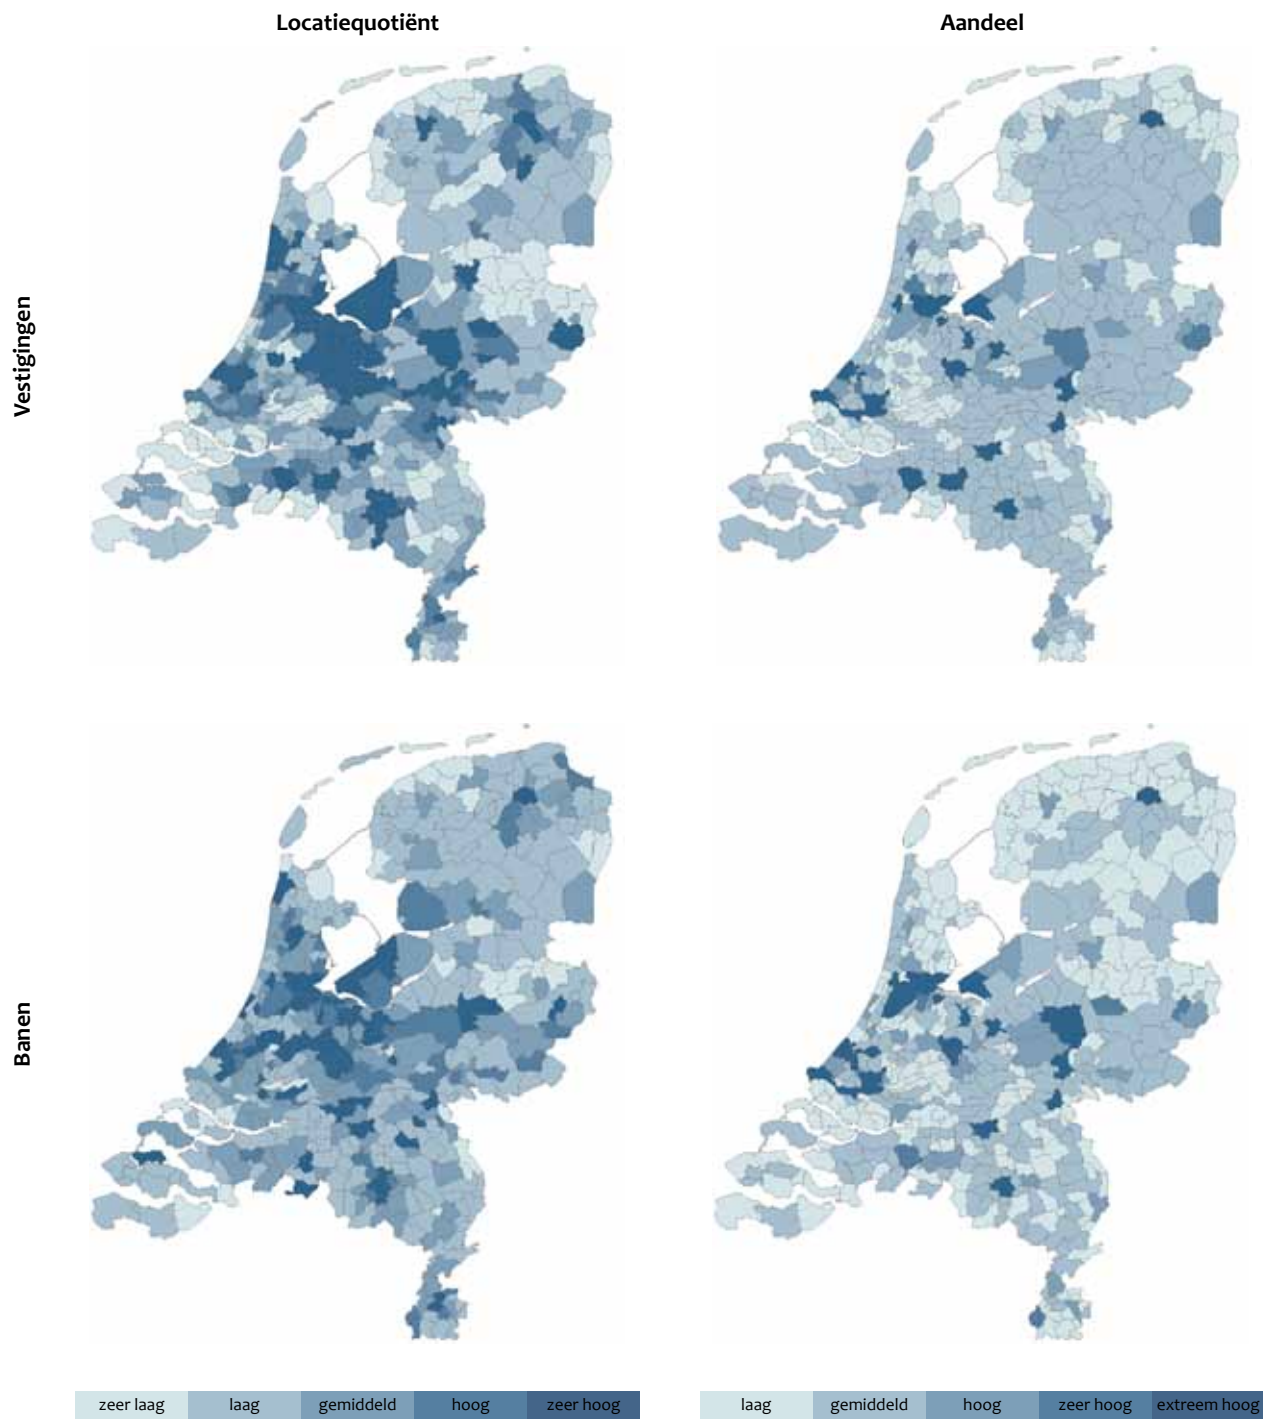 Locatiequotiënt
Aandeel
Vestigingen
Banen
zeer laag laag gemiddeld hoog zeer hoog
laag gemiddeld hoog zeer hoog extreem hoog